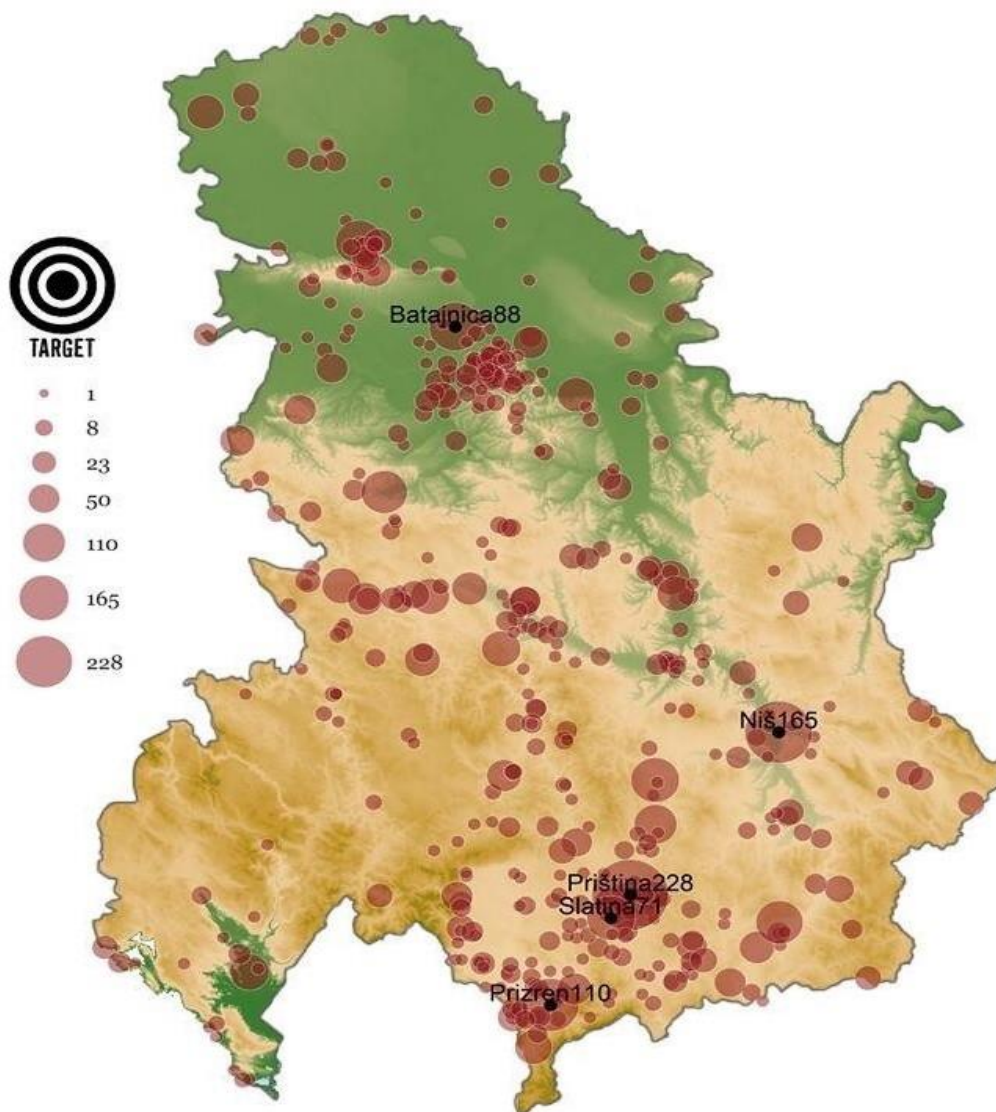 Batajnica88
TARGET
1
8
23
50
110
165
228
Niš165
Priština228
Slatina71
Prizren110